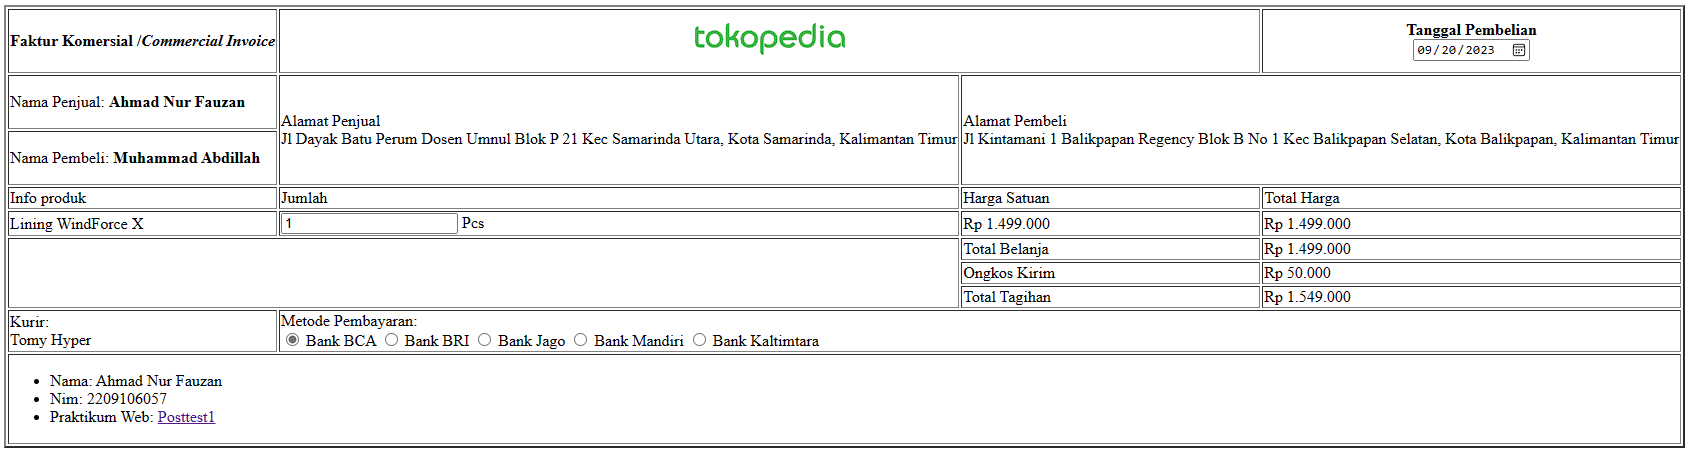 Faktur Komersial /Commercial Invoice
tokopedia
Tanggal Pembelian
09/20/2023
Nama Penjual: Ahmad Nur Fauzan
Alamat Penjual
Jl Dayak Batu Perum Dosen Umnul Blok P 21 Kec Samarinda Utara, Kota Samarinda, Kalimantan Timur
Alamat Pembeli
Jl Kintamani 1 Balikpapan Regency Blok B No 1 Kec Balikpapan Selatan, Kota Balikpapan, Kalimantan Timur
Nama Pembeli: Muhammad Abdillah
Info produk Jumlah Harga Satuan Total Harga
Lining WindForce X 1 Pcs Rp 1.499.000 Rp 1.499.000
Total Belanja Rp 1.499.000
Ongkos Kirim Rp 50.000
Total Tagihan Rp 1.549.000
Kurir:
Tomy Hyper
Metode Pembayaran:
Bank BCA Bank BRI Bank Jago Bank Mandiri Bank Kaltimtara
Nama: Ahmad Nur Fauzan
Nim: 2209106057
Praktikum Web: Posttest1